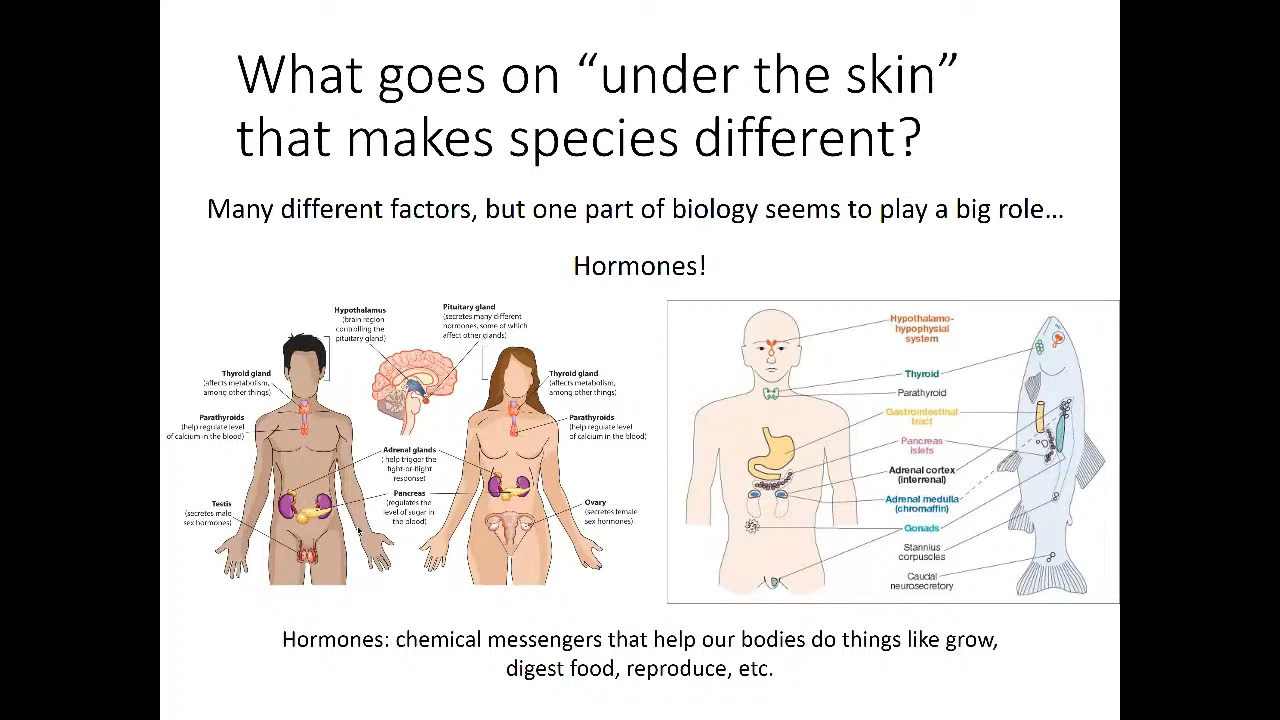 What goes on “under the skin”
that makes species different?
Many different factors, but one part of biology seems to play a big role…
Hormones!
Hypothalamus
(brain region
controlling the
pituitary gland)
Pituitary gland
(secretes many different
hormones, some of which
affect other glands)
Thyroid gland
(affects metabolism,
among other things)
Thyroid gland
(affects metabolism,
among other things)
Parathyroids
(help regulate level
of calcium in the blood)
Parathyroids
(help regulate level
of calcium in the blood)
Adrenal glands
(help trigger the
fight-or-flight
response)
Pancreas
(regulates the
level of sugar in
the blood)
Testis
(secretes male
sex hormones)
Ovary
(secretes female
sex hormones)
Hypothalamo-
hypophysial
system
Thyroid
Parathyroid
Gastrointestinal
tract
Pancreas
islets
Adrenal cortex
(interrenal)
Adrenal medulla
(chromaffin)
Gonads
Stannius
corpuscles
Caudal
neurosecretory
Hormones: chemical messengers that help our bodies do things like grow,
digest food, reproduce, etc.